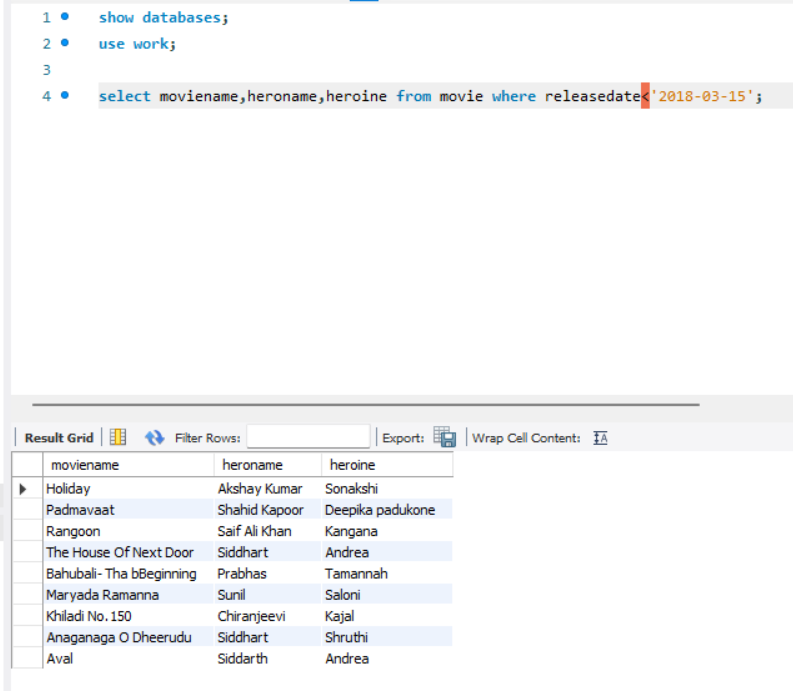 1 show databases;
2 use work;
3
4 select moviename,heroname,heroine from movie where releasedate<'2018-03-15';
Result Grid Filter Rows: Export: Wrap Cell Content: IA
moviename heroname heroine
Holiday Akshay Kumar Sonakshi
Padmavaat Shahid Kapoor Deepika padukone
Rangoon Saif Ali Khan Kangana
The House Of Next Door Siddhart Andrea
Bahubali- Tha bBeginning Prabhas Tamannah
Maryada Ramanna Sunil Saloni
Khiladi No.150 Chiranjeevi Kajal
Anaganaga O Dheerudu Siddhart Shruthi
Aval Siddarth Andrea